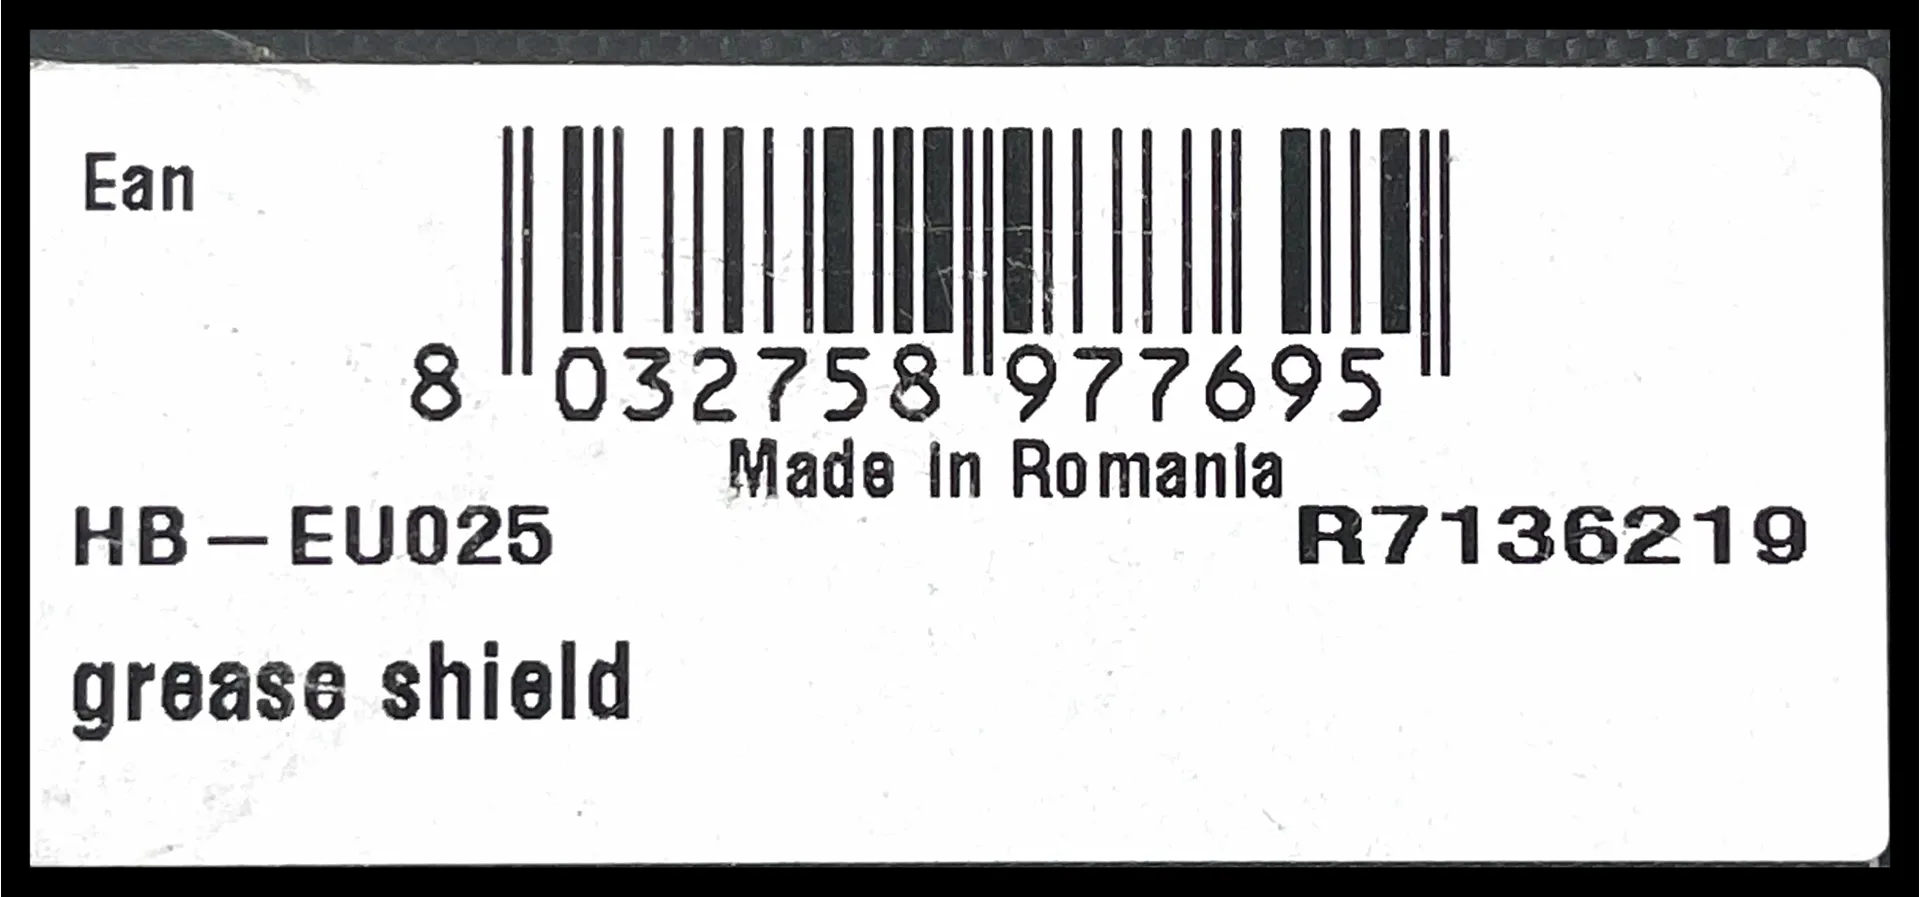 Ean
8 032758 977695
Made in Romania
HB-EU025 R7136219
grease shield